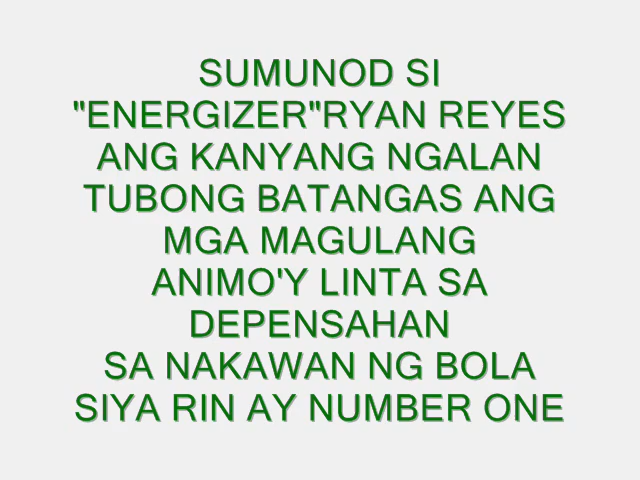 SUMUNOD SI
"ENERGIZER"RYAN REYES
ANG KANYANG NGALAN
TUBONG BATANGAS ANG
MGA MAGULANG
ANIMO'Y LINTA SA
DEPENSAHAN
SA NAKAWAN NG BOLA
SIYA RIN AY NUMBER ONE